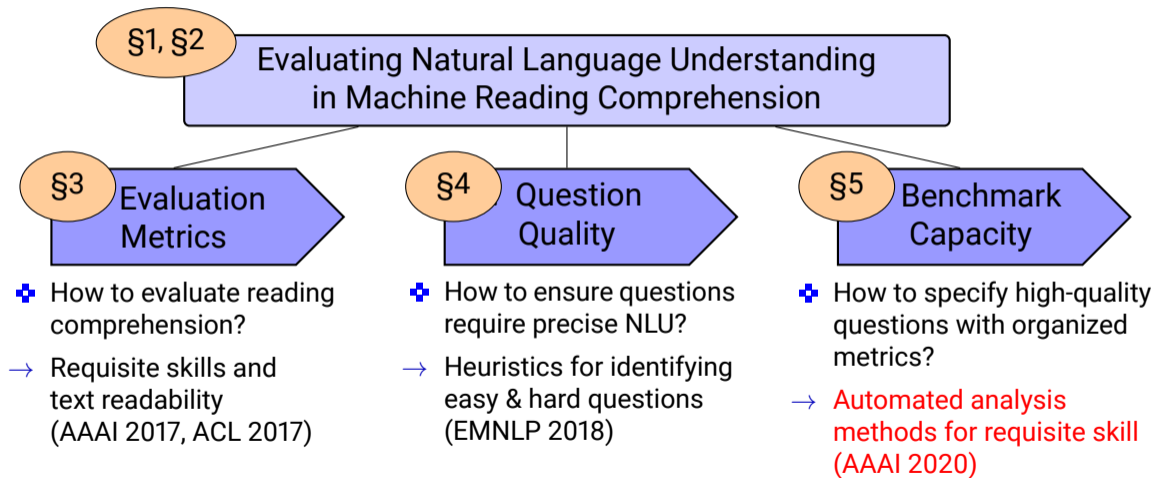 §1, §2
Evaluating Natural Language Understanding
in Machine Reading Comprehension
§3
Evaluation
Metrics
How to evaluate reading
comprehension?
→ Requisite skills and
text readability
(AAAI 2017, ACL 2017)
§4
Question
Quality
How to ensure questions
require precise NLU?
→ Heuristics for identifying
easy & hard questions
(EMNLP 2018)
§5
Benchmark
Capacity
How to specify high-quality
questions with organized
metrics?
→ Automated analysis
methods for requisite skill
(AAAI 2020)